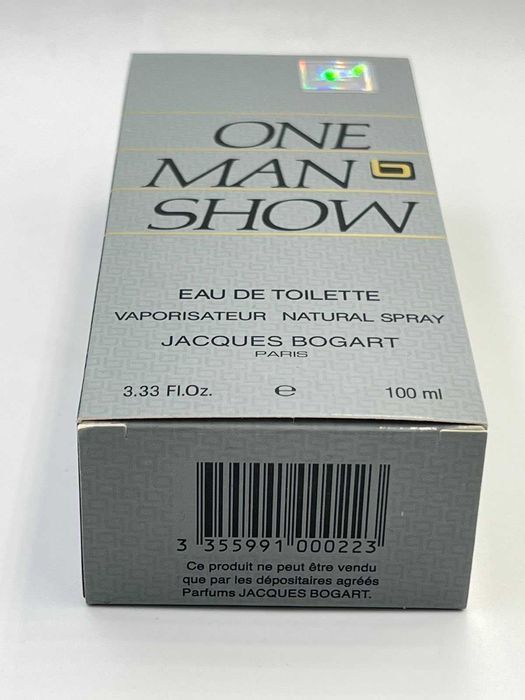 ONE
MAN b
SHOW
EAU DE TOILETTE
VAPORISATEUR NATURAL SPRAY
JACQUES BOGART
PARIS
3.33 Fl.Oz. e 100 ml
3 355991 000223
Ce produit ne peut être vendu
que par les dépositaires agréés
Parfums JACQUES BOGART.